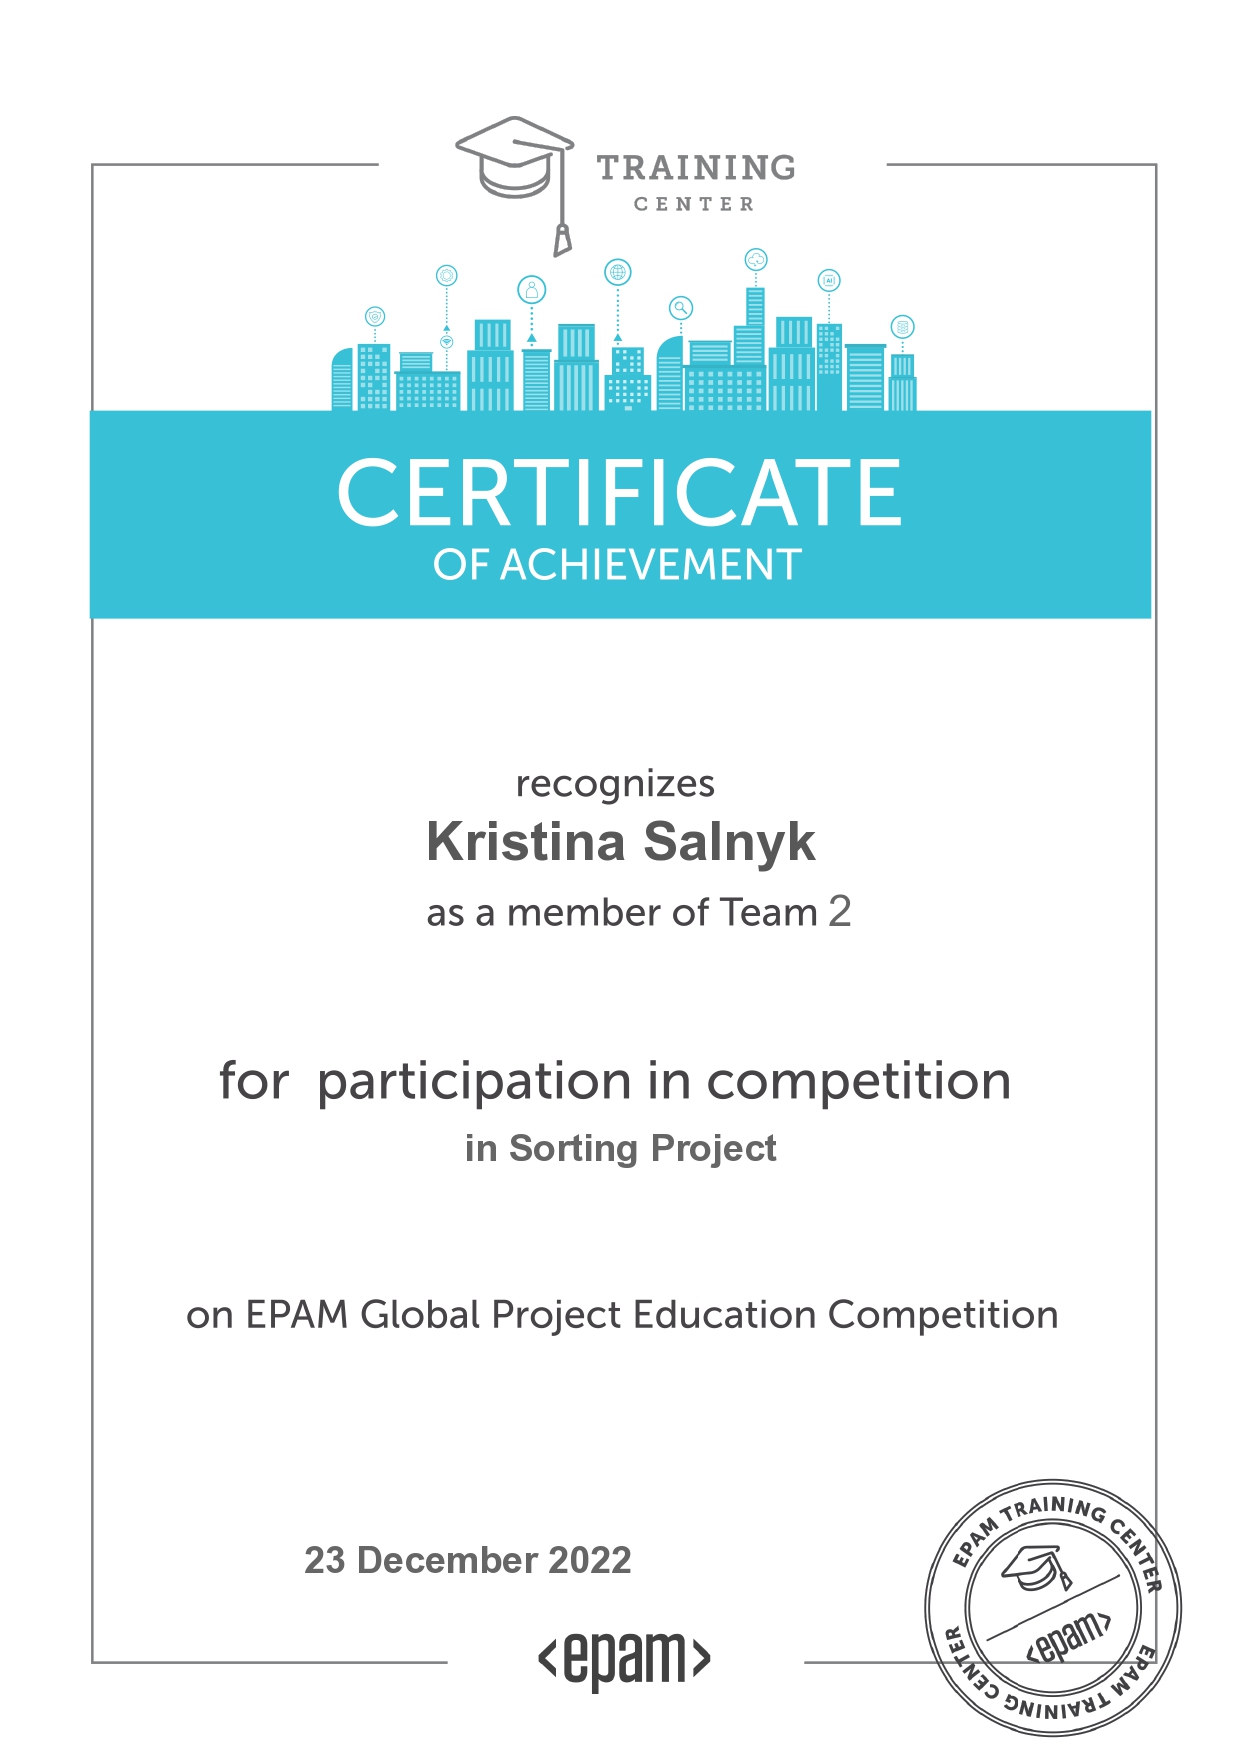 TRAINING
CENTER
AI
CERTIFICATE
OF ACHIEVEMENT
recognizes
Kristina Salnyk
as a member of Team 2
for participation in competition
in Sorting Project
on EPAM Global Project Education Competition
23 December 2022
<epam>
EPAM TRAINING CENTER
<epam>
EPAM TRAINING CENTER